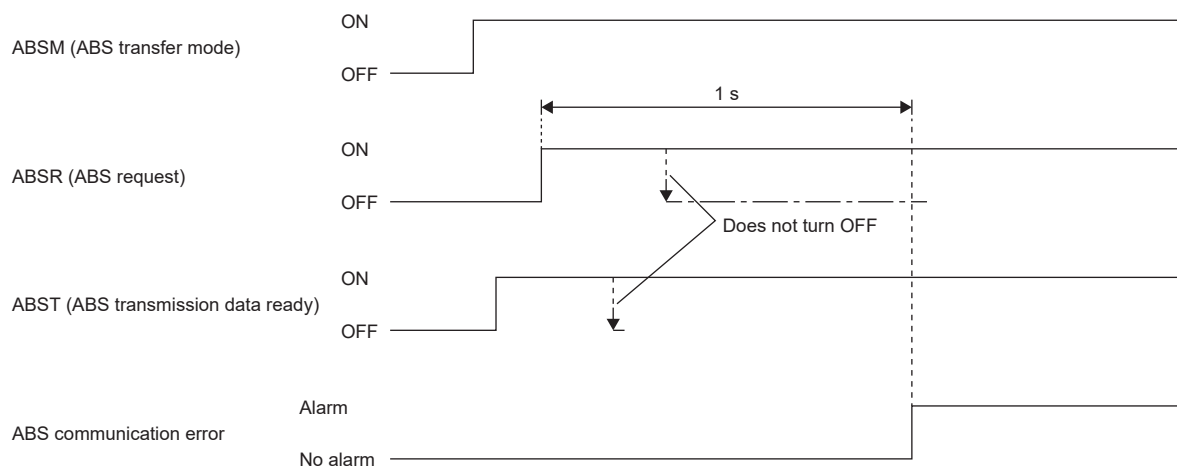 ON
ABSM (ABS transfer mode)
OFF
1 s
ON
ABSR (ABS request)
OFF
Does not turn OFF
ON
ABST (ABS transmission data ready)
OFF
Alarm
ABS communication error
No alarm